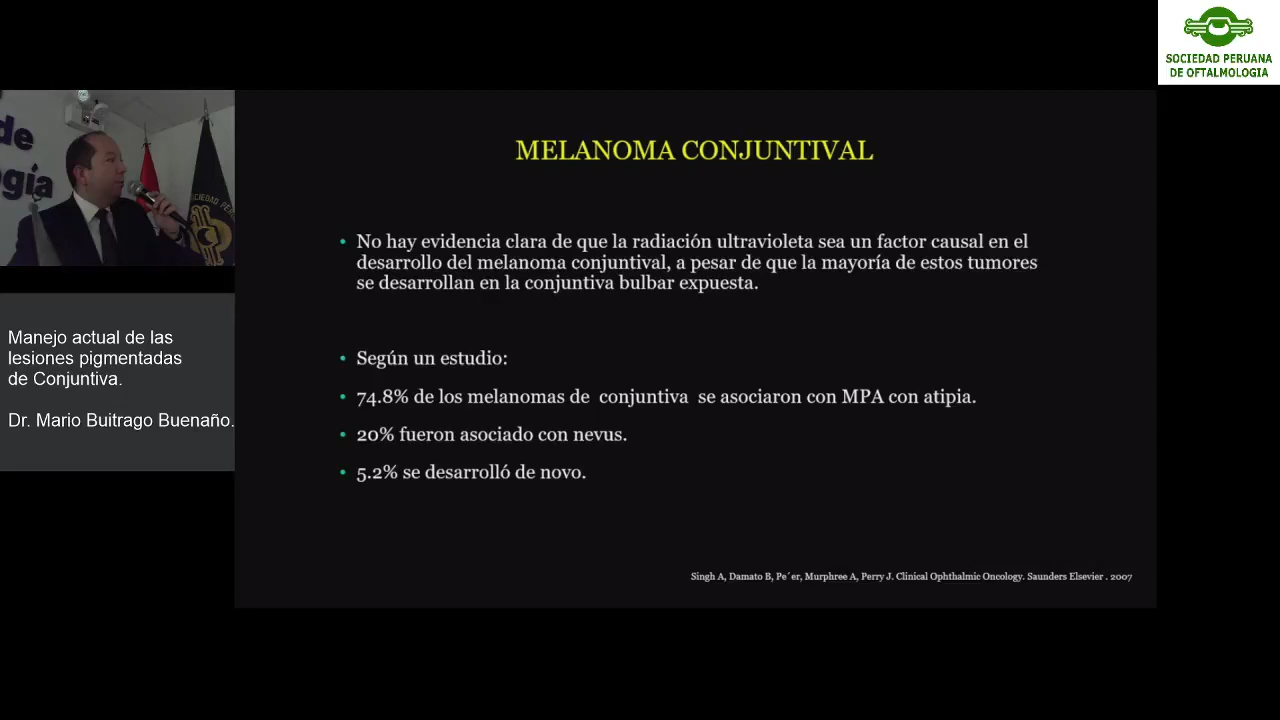 SOCIEDAD PERUANA
DE OFTALMOLOGIA
de
gía
SOCIEDAD PER
MELANOMA CONJUNTIVAL
• No hay evidencia clara de que la radiación ultravioleta sea un factor causal en el
desarrollo del melanoma conjuntival, a pesar de que la mayoría de estos tumores
se desarrollan en la conjuntiva bulbar expuesta.
• Según un estudio:
• 74.8% de los melanomas de conjuntiva se asociaron con MPA con atipia.
• 20% fueron asociado con nevus.
• 5.2% se desarrolló de novo.
Singh A, Damato B, Pe´er, Murphree A, Perry J. Clinical Ophthalmic Oncology. Saunders Elsevier . 2007
Manejo actual de las
lesiones pigmentadas
de Conjuntiva.
Dr. Mario Buitrago Buenaño.